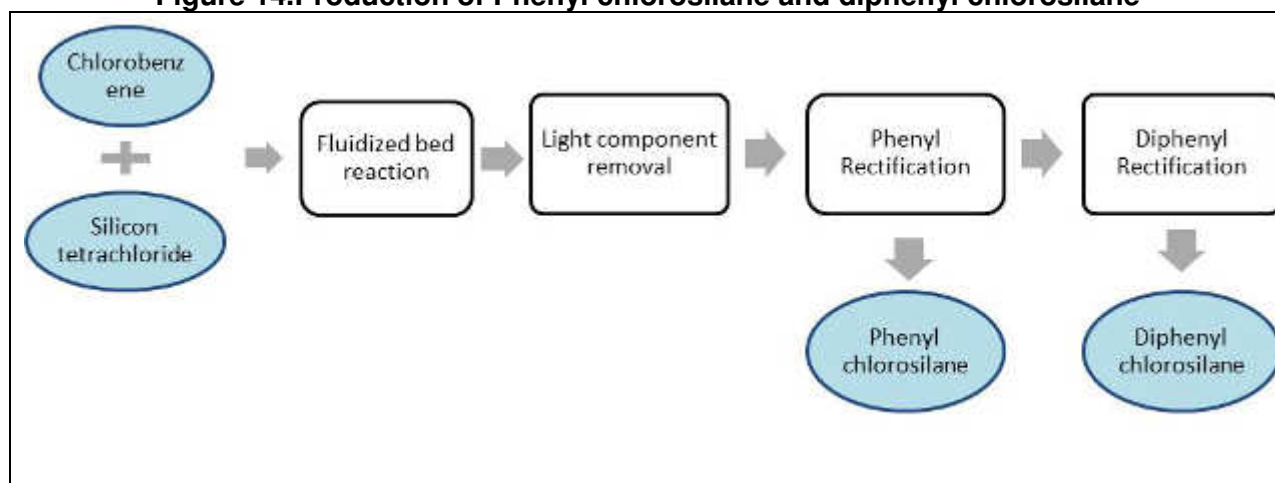 Figure 14.Production of Phenyl chlorosilane and diphenyl chlorosilane
Chlorobenz
ene
Silicon
tetrachloride
Fluidized bed
reaction
Light component
removal
Phenyl
Rectification
Diphenyl
Rectification
Phenyl
chlorosilane
Diphenyl
chlorosilane